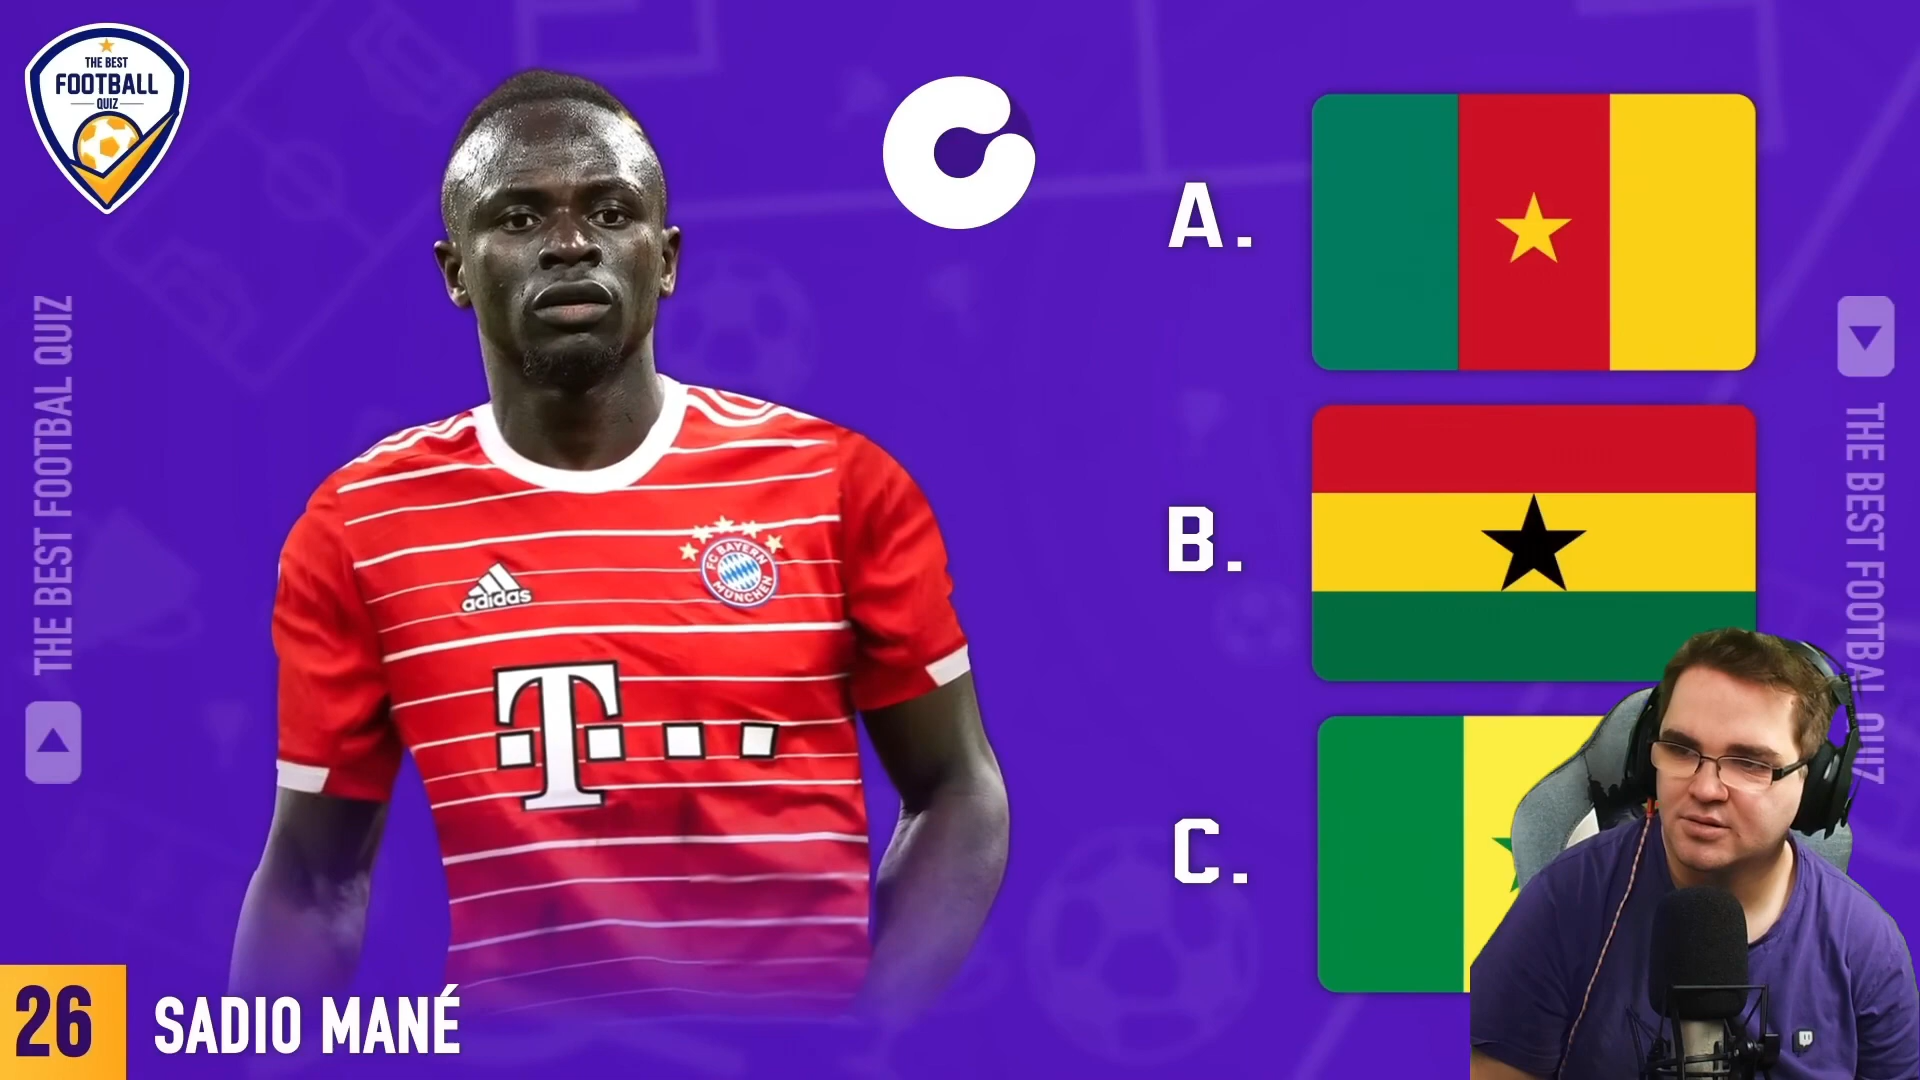 THE BEST
FOOTBALL
QUIZ
THE BEST FOOTBAL QUIZ
A.
B.
C.
adidas
FC BAYERN
MÜNCHEN
T
THE BEST FOOTBAL QUIZ
26
SADIO MANÉ